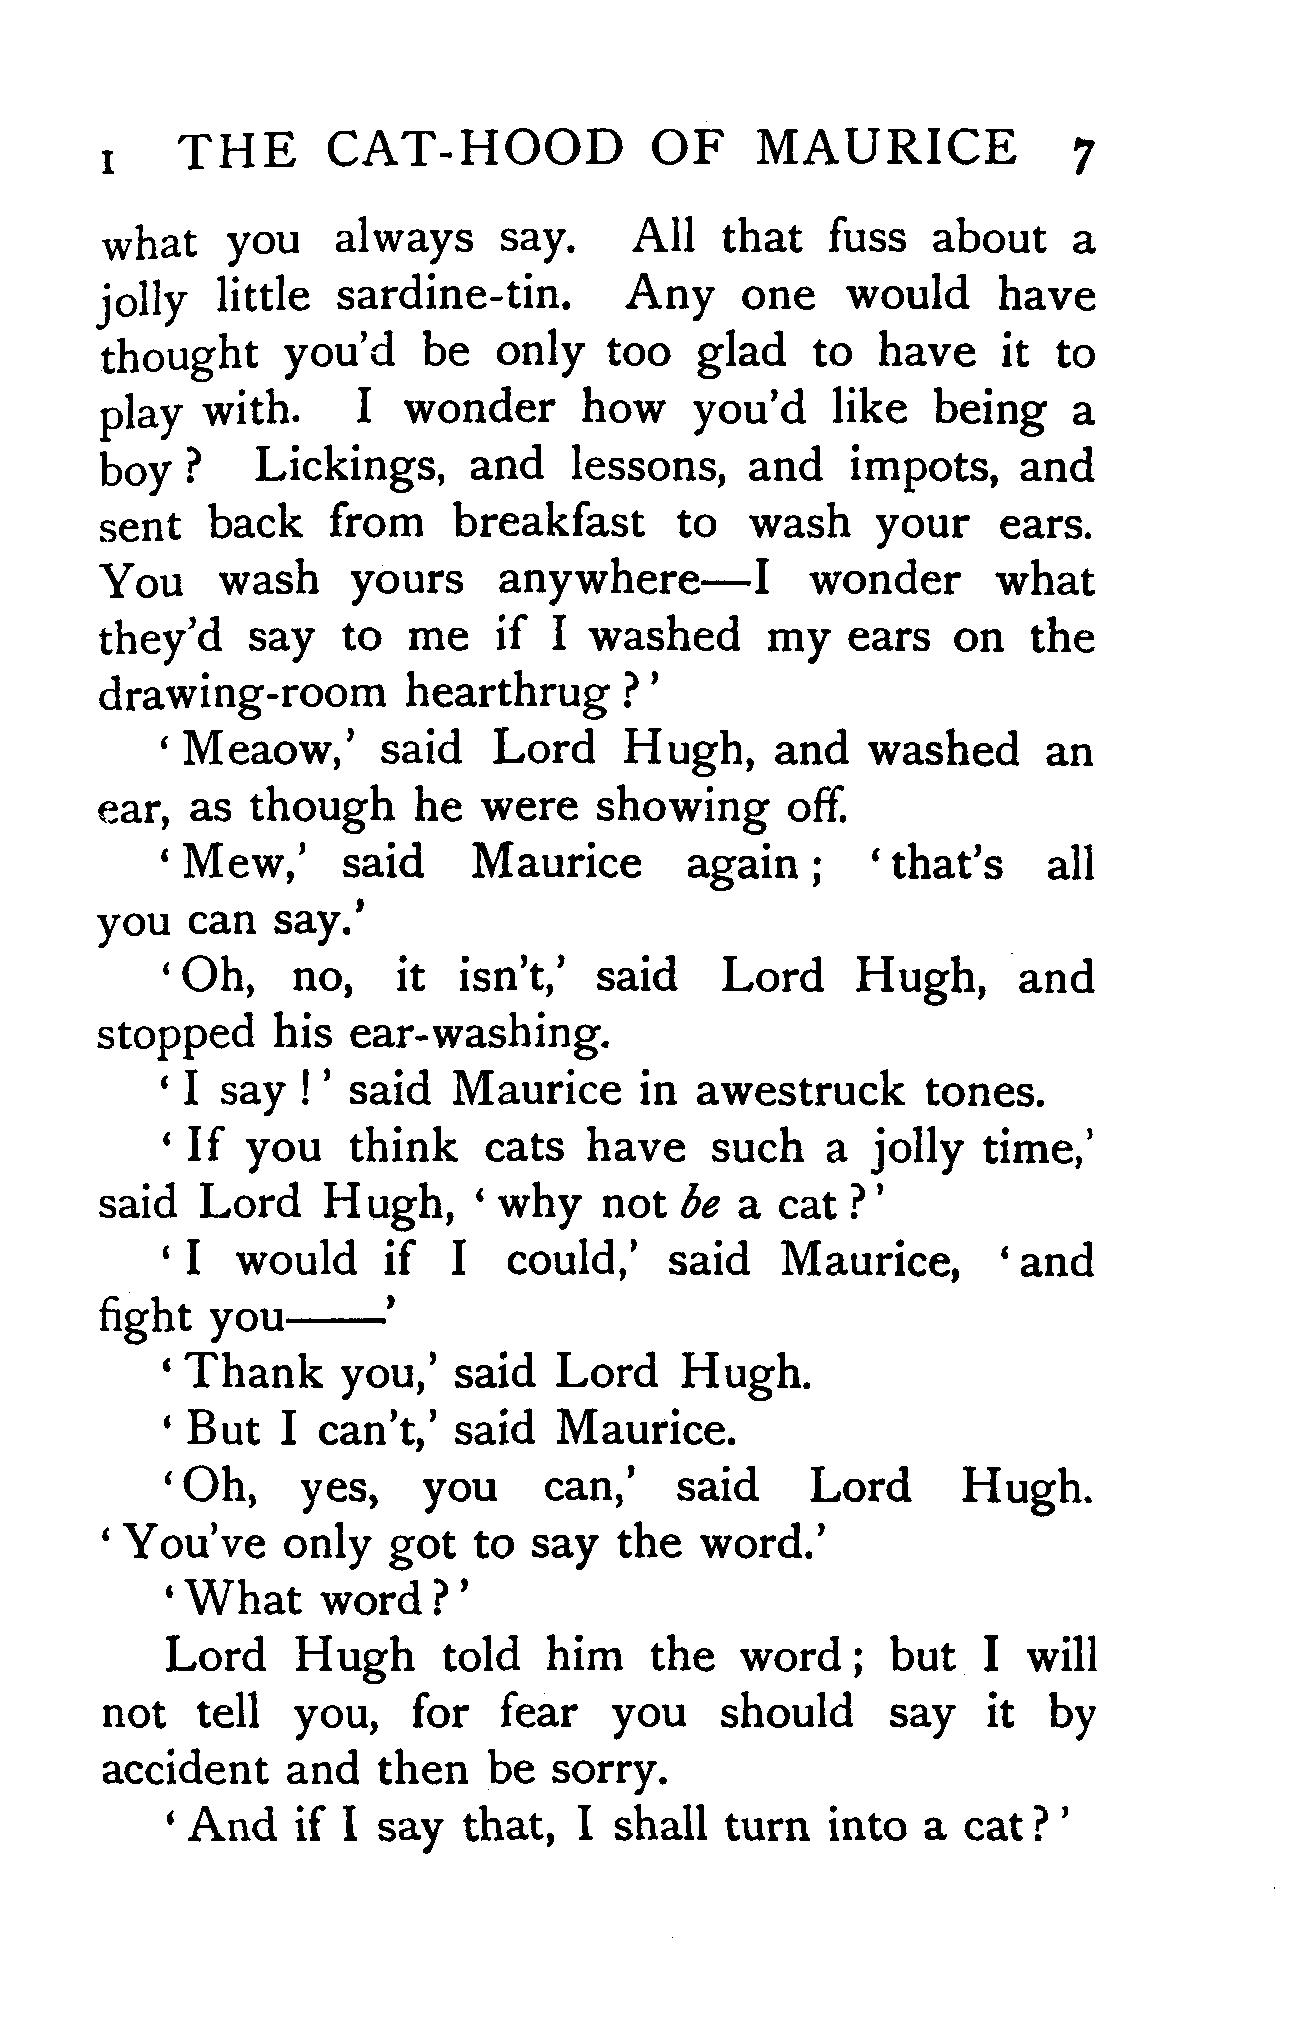 I THE CAT-HOOD OF MAURICE 7
what you always say. All that fuss about a
jolly little sardine-tin. Any one would have
thought you’d be only too glad to have it to
play with. I wonder how you’d like being a
boy? Lickings, and lessons, and impots, and
sent back from breakfast to wash your ears.
You wash yours anywhere—I wonder what
they’d say to me if I washed my ears on the
drawing-room hearthrug?’
‘Meaow,’ said Lord Hugh, and washed an
ear, as though he were showing off.
‘Mew,’ said Maurice again; ‘that’s all
you can say.’
‘Oh, no, it isn’t,’ said Lord Hugh, and
stopped his ear-washing.
‘I say!’ said Maurice in awestruck tones.
‘If you think cats have such a jolly time,’
said Lord Hugh, ‘why not be a cat?’
‘I would if I could,’ said Maurice, ‘and
fight you——’
‘Thank you,’ said Lord Hugh.
‘But I can’t,’ said Maurice.
‘Oh, yes, you can,’ said Lord Hugh.
‘You’ve only got to say the word.’
‘What word?’
Lord Hugh told him the word; but I will
not tell you, for fear you should say it by
accident and then be sorry.
‘And if I say that, I shall turn into a cat?’